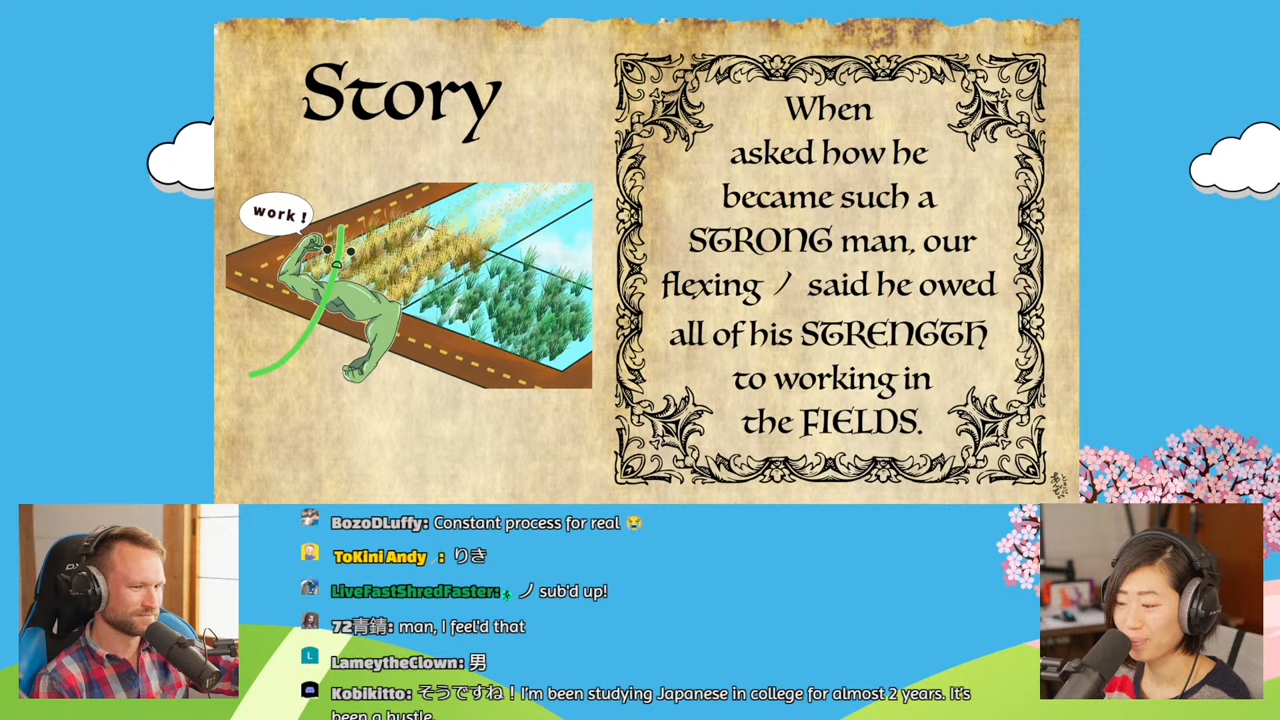 Story
work!
When
asked how he
became such a
STRONG man, our
flexing ノ said he owed
all of his STRENGTH
to working in
the FIELDS.
BozoDLuffy: Constant process for real 😭
ToKini Andy : りき
LiveFastShredFaster: ノ sub'd up!
72青錆: man, I feel'd that
LameytheClown: 男
Kobikitto: そうですね！I'm been studying Japanese in college for almost 2 years. It's
been a hustle.